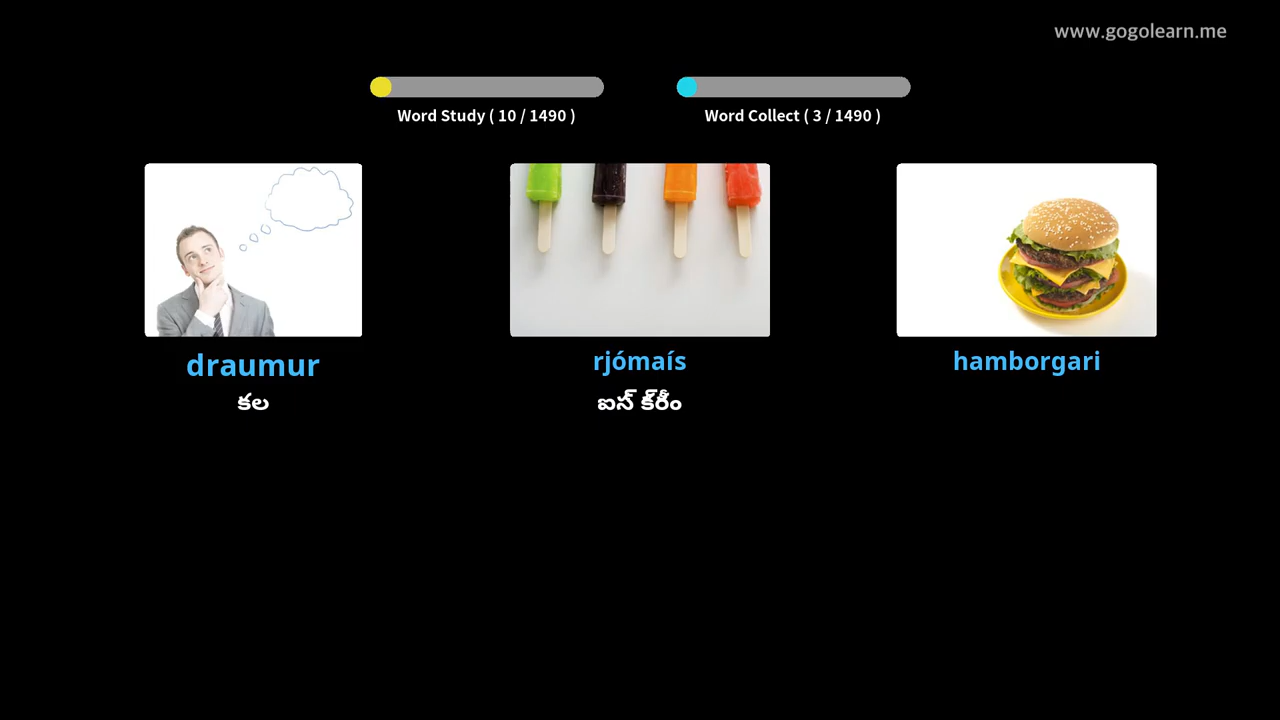 www.gogolearn.me
Word Study ( 10 / 1490 )
Word Collect ( 3 / 1490 )
draumur
rjómaís
hamborgari
కల
ఐస్ క్రీం